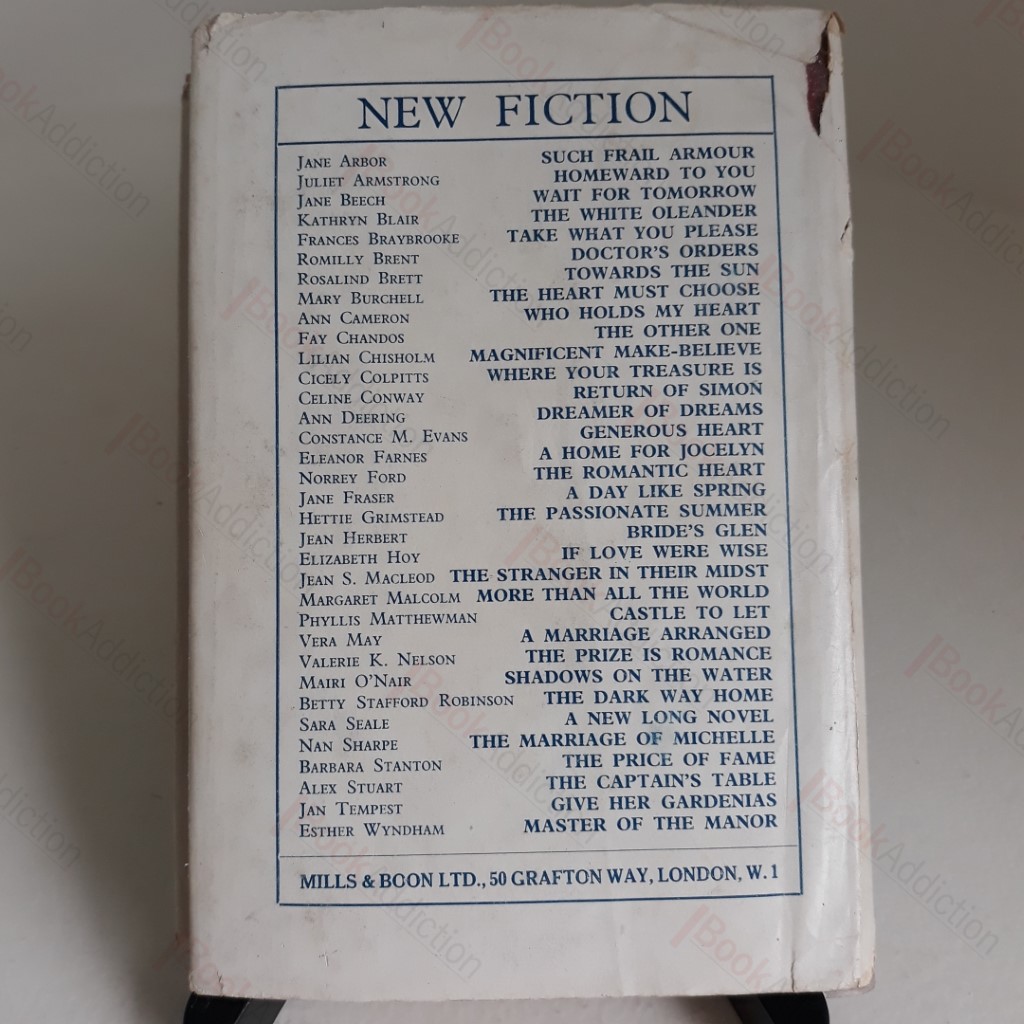 NEW FICTION
JANE ARBOR SUCH FRAIL ARMOUR
JULIET ARMSTRONG HOMEWARD TO YOU
JANE BEECH WAIT FOR TOMORROW
KATHRYN BLAIR THE WHITE OLEANDER
FRANCES BRAYBROOKE TAKE WHAT YOU PLEASE
ROMILLY BRENT DOCTOR'S ORDERS
ROSALIND BRETT TOWARDS THE SUN
MARY BURCHELL THE HEART MUST CHOOSE
ANN CAMERON WHO HOLDS MY HEART
FAY CHANDOS THE OTHER ONE
LILIAN CHISHOLM MAGNIFICENT MAKE-BELIEVE
CICELY COLPITTS WHERE YOUR TREASURE IS
CELINE CONWAY RETURN OF SIMON
ANN DEERING DREAMER OF DREAMS
CONSTANCE M. EVANS GENEROUS HEART
ELEANOR FARNES A HOME FOR JOCELYN
NORREY FORD THE ROMANTIC HEART
JANE FRASER A DAY LIKE SPRING
HETTIE GRIMSTEAD THE PASSIONATE SUMMER
JEAN HERBERT BRIDE'S GLEN
ELIZABETH HOY IF LOVE WERE WISE
JEAN S. MACLEOD THE STRANGER IN THEIR MIDST
MARGARET MALCOLM MORE THAN ALL THE WORLD
PHYLLIS MATTHEWMAN CASTLE TO LET
VERA MAY A MARRIAGE ARRANGED
VALERIE K. NELSON THE PRIZE IS ROMANCE
MAIRI O'NAIR SHADOWS ON THE WATER
BETTY STAFFORD ROBINSON THE DARK WAY HOME
SARA SEALE A NEW LONG NOVEL
NAN SHARPE THE MARRIAGE OF MICHELLE
BARBARA STANTON THE PRICE OF FAME
ALEX STUART THE CAPTAIN'S TABLE
JAN TEMPEST GIVE HER GARDENIAS
ESTHER WYNDHAM MASTER OF THE MANOR
MILLS & BOON LTD., 50 GRAFTON WAY, LONDON, W.1
BookAddiction